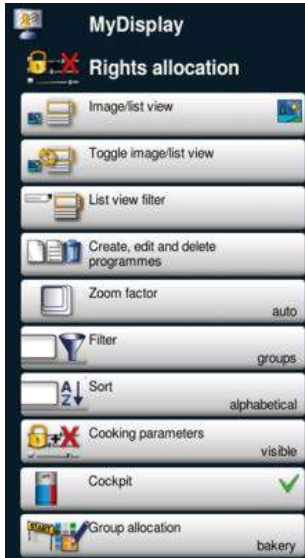 MyDisplay
Rights allocation
Image/list view
Toggle image/list view
List view filter
Create, edit and delete
programmes
Zoom factor
auto
Filter
groups
Sort
A
Z
alphabetical
Cooking parameters
visible
Cockpit
START
Group allocation
bakery